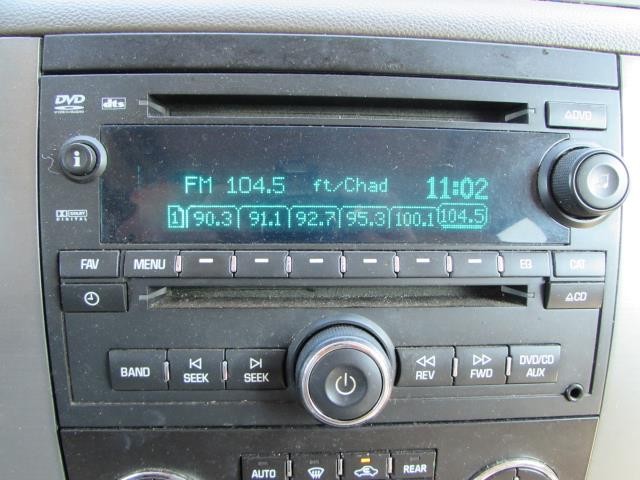 DVD
dts
DVD
i
FM 104.5 ft/Chad 11:02
DOLBY
DIGITAL
1 90.3 91.1 92.7 95.3 100.1 104.5
FAV MENU EQ CAT
CD
BAND SEEK SEEK REV FWD DVD/CD AUX
AUTO REAR